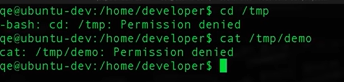 qe@ubuntu-dev:/home/developer$ cd /tmp
-bash: cd: /tmp: Permission denied
qe@ubuntu-dev:/home/developer$ cat /tmp/demo
cat: /tmp/demo: Permission denied
qe@ubuntu-dev:/home/developer$